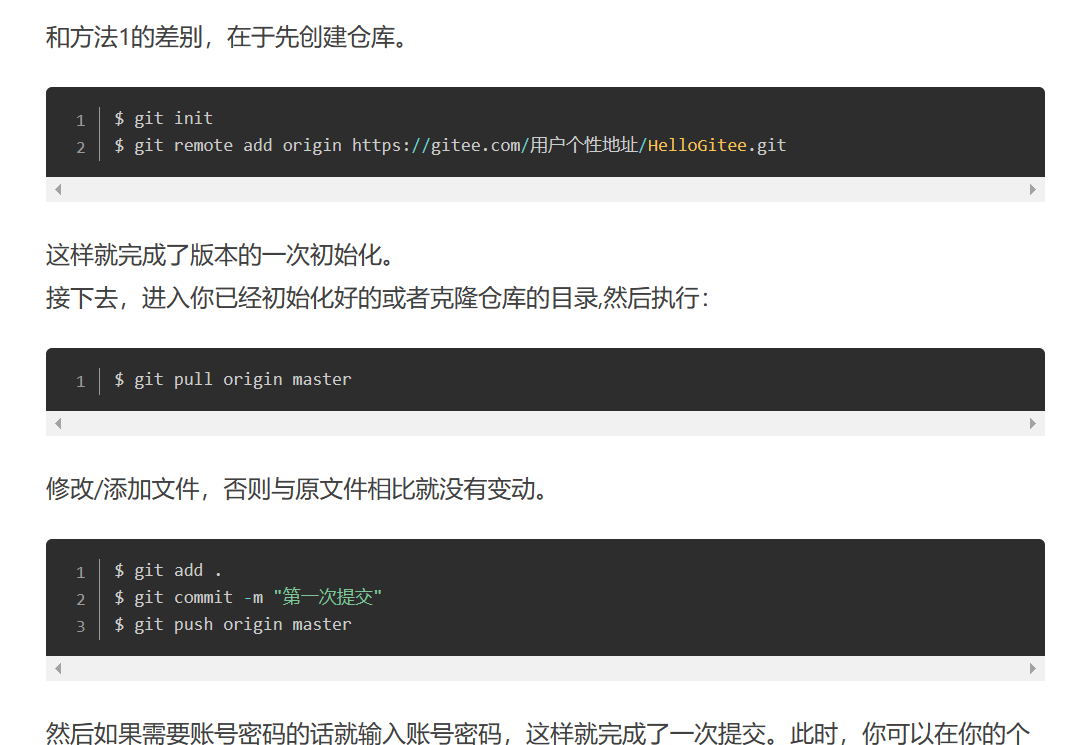 和方法1的差别，在于先创建仓库。
1 $ git init
2 $ git remote add origin https://gitee.com/用户个性地址/HelloGitee.git
这样就完成了版本的一次初始化。
接下去，进入你已经初始化好的或者克隆仓库的目录,然后执行：
1 $ git pull origin master
修改/添加文件，否则与原文件相比就没有变动。
1 $ git add .
2 $ git commit -m "第一次提交"
3 $ git push origin master
然后如果需要账号密码的话就输入账号密码，这样就完成了一次提交。此时，你可以在你的个